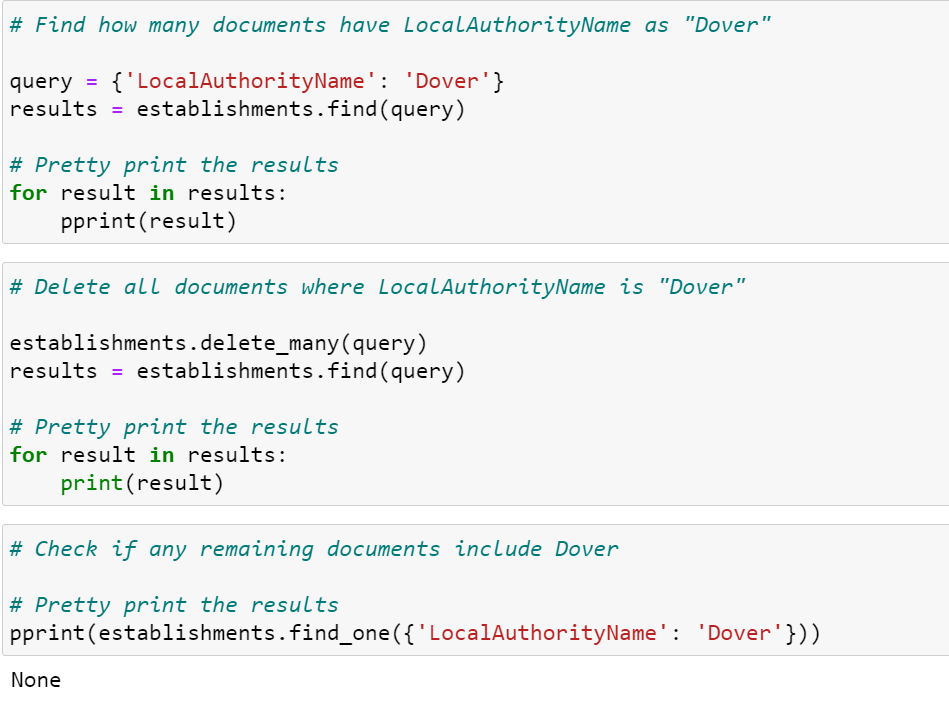 # Find how many documents have LocalAuthorityName as "Dover"
query = {'LocalAuthorityName': 'Dover'}
results = establishments.find(query)
# Pretty print the results
for result in results:
    pprint(result)
# Delete all documents where LocalAuthorityName is "Dover"
establishments.delete_many(query)
results = establishments.find(query)
# Pretty print the results
for result in results:
    print(result)
# Check if any remaining documents include Dover
# Pretty print the results
pprint(establishments.find_one({'LocalAuthorityName': 'Dover'}))
None